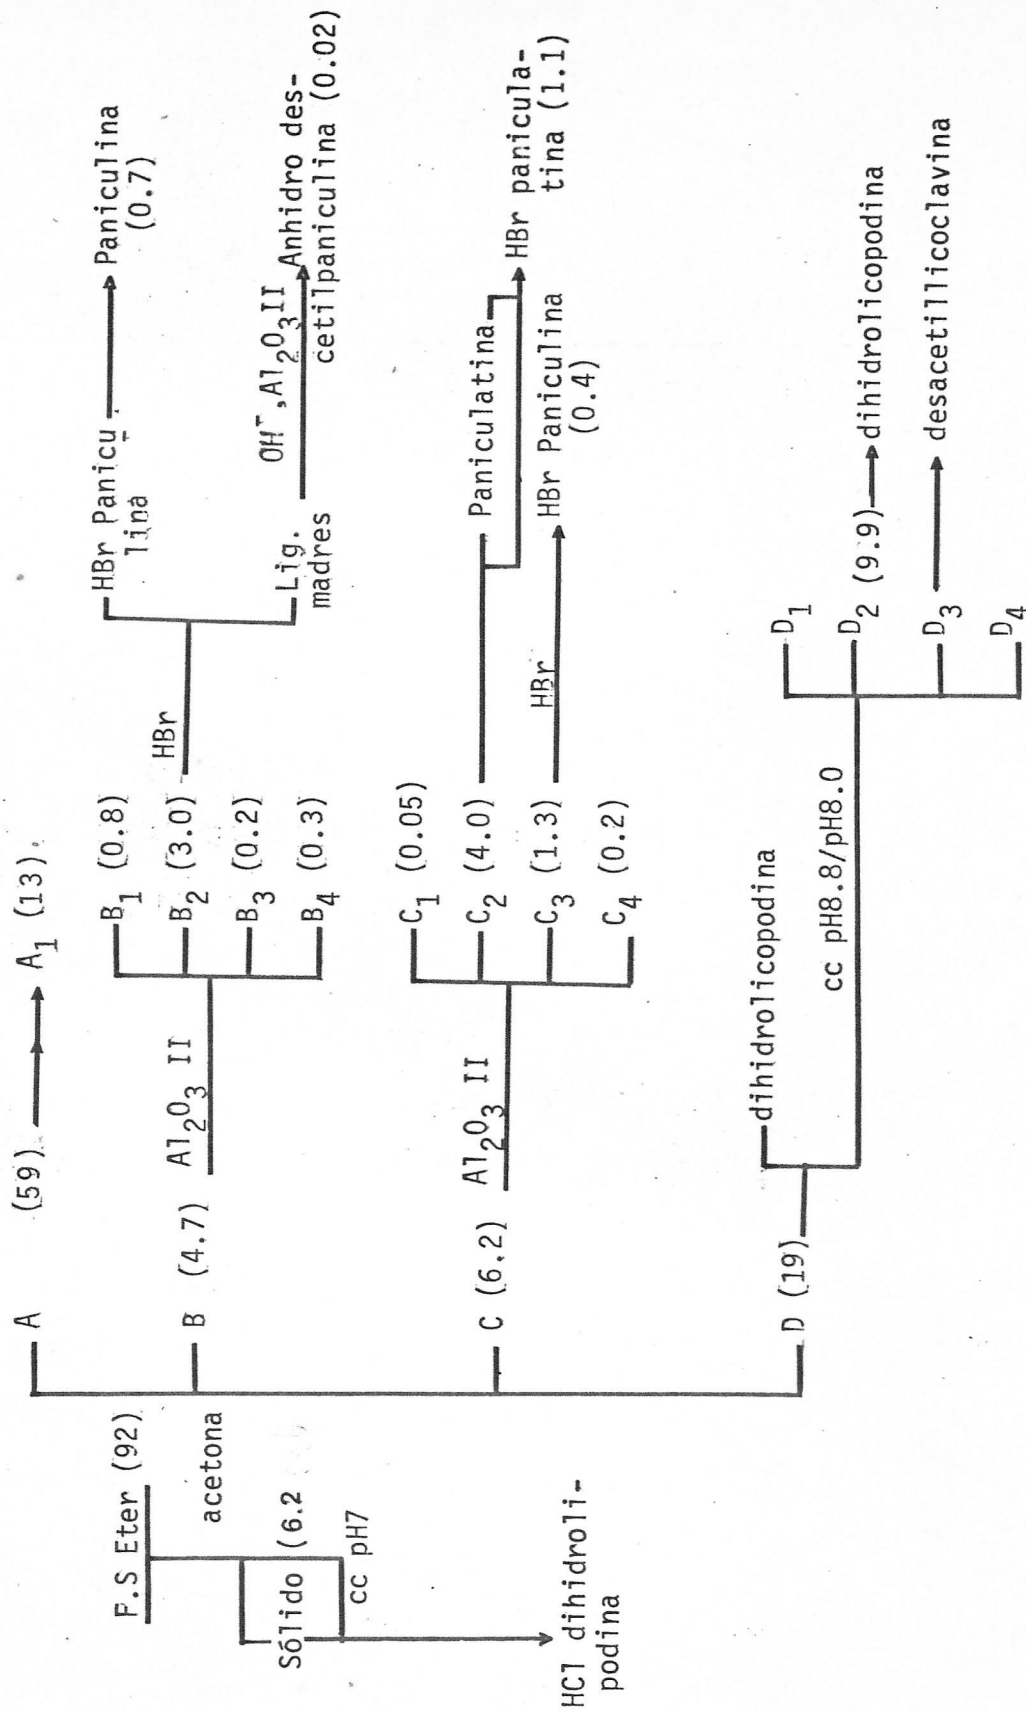 F.S Eter (92)
acetona
Sólido (6.2
cc pH7
HCl dihidroli-
podina
A (59) A1 (13)
B (4.7) Al2O3 II
B1 (0.8)
B2 (3.0) HBr
B3 (0.2)
B4 (0.3)
HBr Panicu
lina
Paniculina
(0.7)
Lig.
madres
OH-, Al2O3 II
Anhidro des-
cetilpaniculina (0.02)
C (6.2) Al2O3 II
C1 (0.05)
C2 (4.0)
C3 (1.3) HBr
C4 (0.2)
Paniculatina
HBr panicula-
tina (1.1)
HBr Paniculina
(0.4)
D (19)
dihidrolicopodina
cc pH8.8/pH8.0
D1
D2 (9.9) dihidrolicopodina
D3 desacetillicoclavina
D4